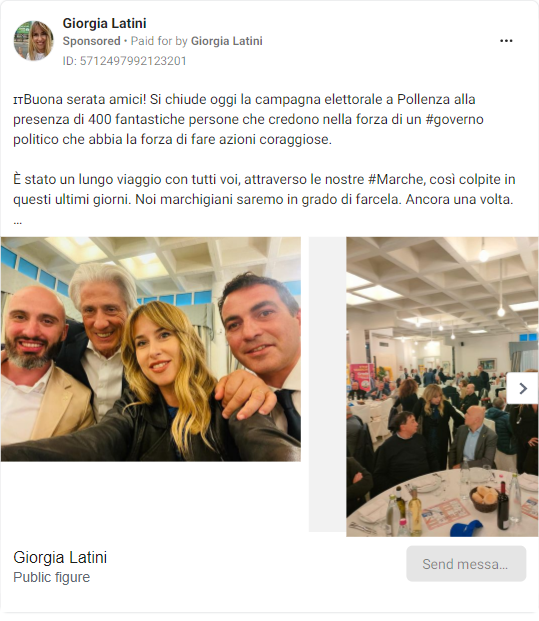 Giorgia Latini
Sponsored • Paid for by Giorgia Latini
ID: 5712497992123201
ITBuona serata amici! Si chiude oggi la campagna elettorale a Pollenza alla
presenza di 400 fantastiche persone che credono nella forza di un #governo
politico che abbia la forza di fare azioni coraggiose.
È stato un lungo viaggio con tutti voi, attraverso le nostre #Marche, così colpite in
questi ultimi giorni. Noi marchigiani saremo in grado di farcela. Ancora una volta.
...
Giorgia Latini
Public figure
Send messa...